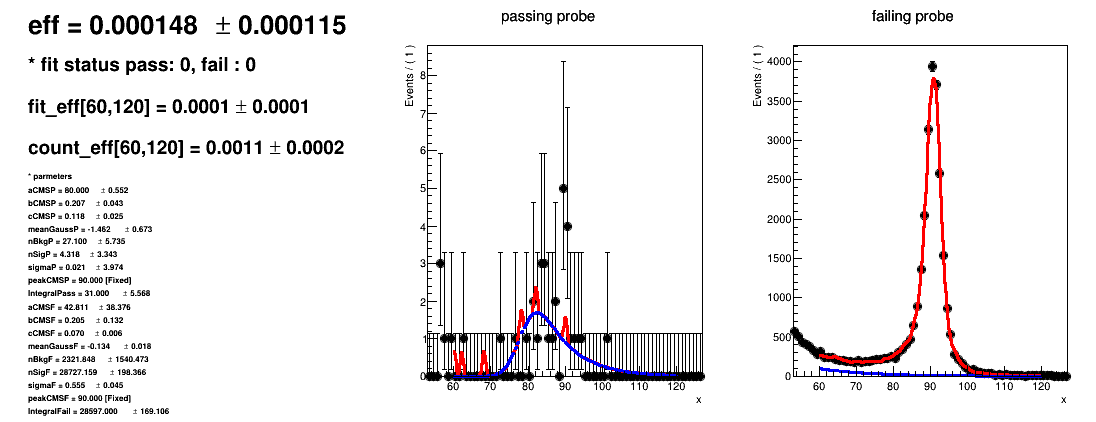 eff = 0.000148 ± 0.000115
* fit status pass: 0, fail : 0
fit_eff[60,120] = 0.0001 ± 0.0001
count_eff[60,120] = 0.0011 ± 0.0002
* parmeters
aCMSP = 80.000 ± 0.552
bCMSP = 0.207 ± 0.043
cCMSP = 0.118 ± 0.025
meanGaussP = -1.462 ± 0.673
nBkgP = 27.100 ± 5.735
nSigP = 4.318 ± 3.343
sigmaP = 0.021 ± 3.974
peakCMSP = 90.000 [Fixed]
IntegralPass = 31.000 ± 5.568
aCMSF = 42.811 ± 38.376
bCMSF = 0.205 ± 0.132
cCMSF = 0.070 ± 0.006
meanGaussF = -0.134 ± 0.018
nBkgF = 2321.848 ± 1540.473
nSigF = 28727.159 ± 198.366
sigmaF = 0.555 ± 0.045
peakCMSF = 90.000 [Fixed]
IntegralFail = 28597.000 ± 169.106
passing probe
Events / ( 1 )
8
7
6
5
4
3
2
1
0
60 70 80 90 100 110 120
x
failing probe
Events / ( 1 )
4000
3500
3000
2500
2000
1500
1000
500
0
60 70 80 90 100 110 120
x